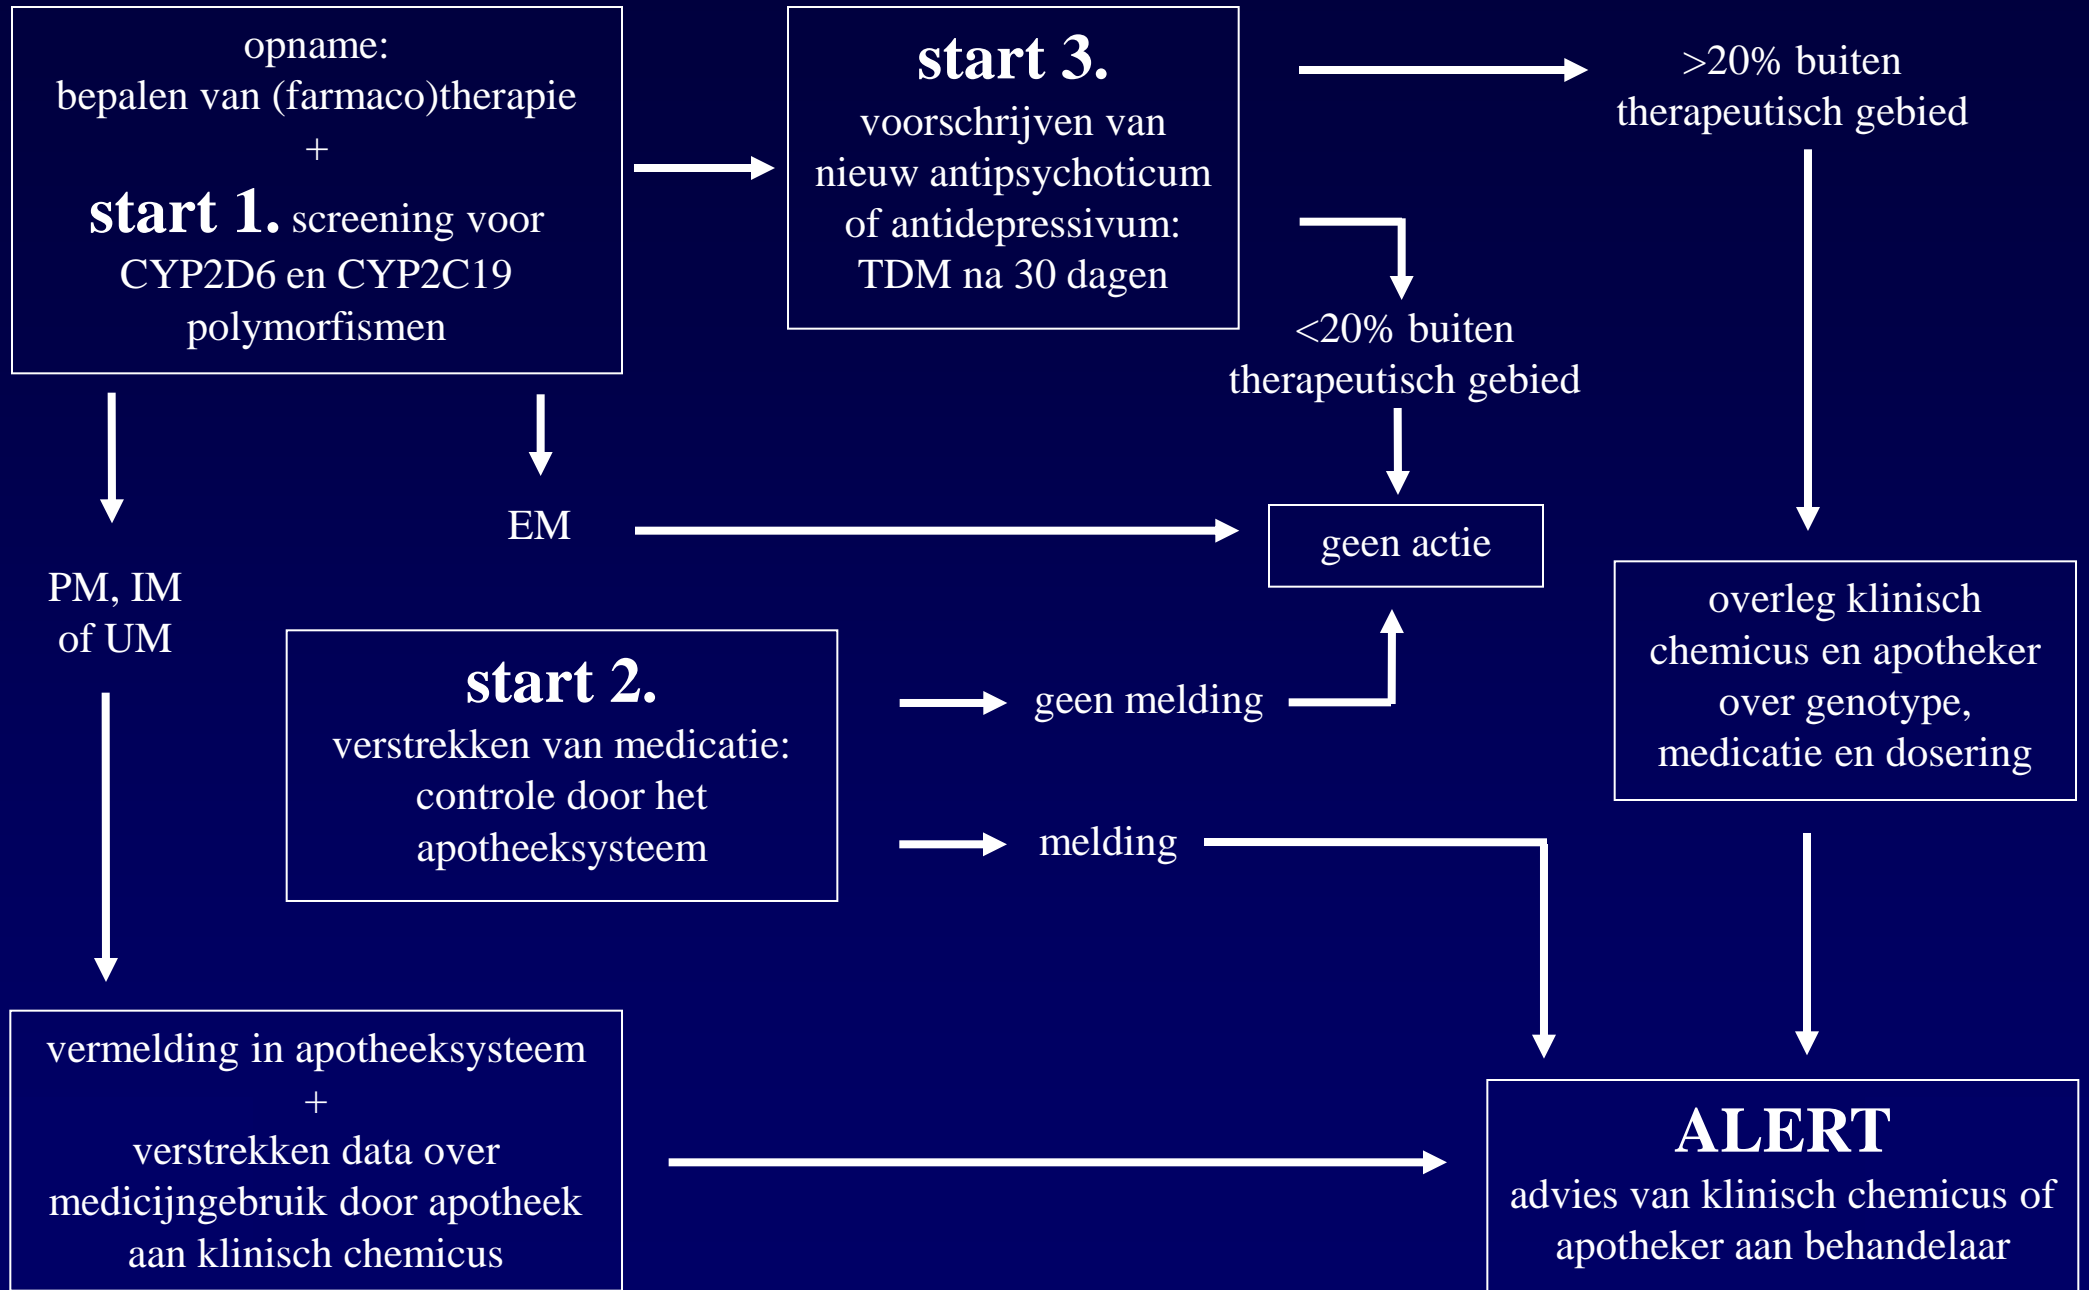 opname:
bepalen van (farmaco)therapie
+
start 1. screening voor
CYP2D6 en CYP2C19
polymorfismen
start 3.
voorschrijven van
nieuw antipsychoticum
of antidepressivum:
TDM na 30 dagen
>20% buiten
therapeutisch gebied
<20% buiten
therapeutisch gebied
EM
geen actie
PM, IM
of UM
start 2.
verstrekken van medicatie:
controle door het
apotheeksysteem
geen melding
melding
overleg klinisch
chemicus en apotheker
over genotype,
medicatie en dosering
vermelding in apotheeksysteem
+
verstrekken data over
medicijngebruik door apotheek
aan klinisch chemicus
ALERT
advies van klinisch chemicus of
apotheker aan behandelaar